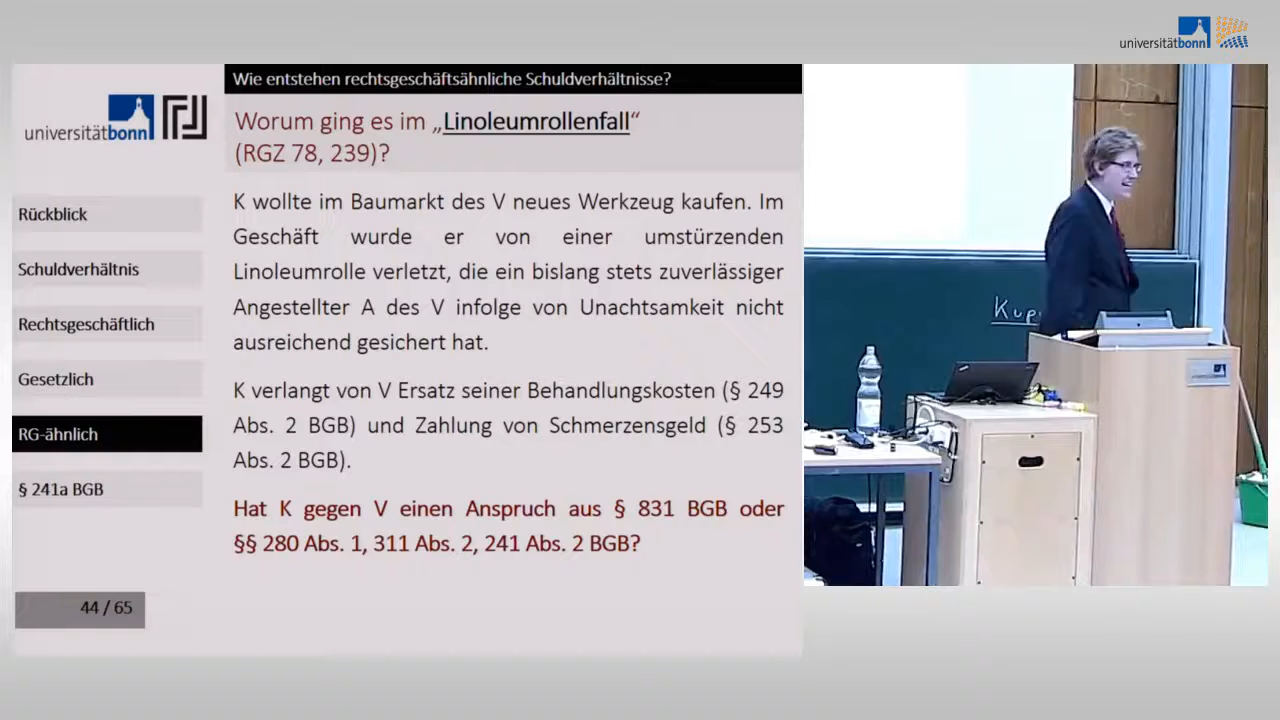 universitätbonn
Wie entstehen rechtsgeschäftsähnliche Schuldverhältnisse?
universitätbonn
Worum ging es im „Linoleumrollenfall“
(RGZ 78, 239)?
Rückblick
Schuldverhältnis
Rechtsgeschäftlich
Gesetzlich
RG-ähnlich
§ 241a BGB
44 / 65
K wollte im Baumarkt des V neues Werkzeug kaufen. Im
Geschäft wurde er von einer umstürzenden
Linoleumrolle verletzt, die ein bislang stets zuverlässiger
Angestellter A des V infolge von Unachtsamkeit nicht
ausreichend gesichert hat.
K verlangt von V Ersatz seiner Behandlungskosten (§ 249
Abs. 2 BGB) und Zahlung von Schmerzensgeld (§ 253
Abs. 2 BGB).
Hat K gegen V einen Anspruch aus § 831 BGB oder
§§ 280 Abs. 1, 311 Abs. 2, 241 Abs. 2 BGB?